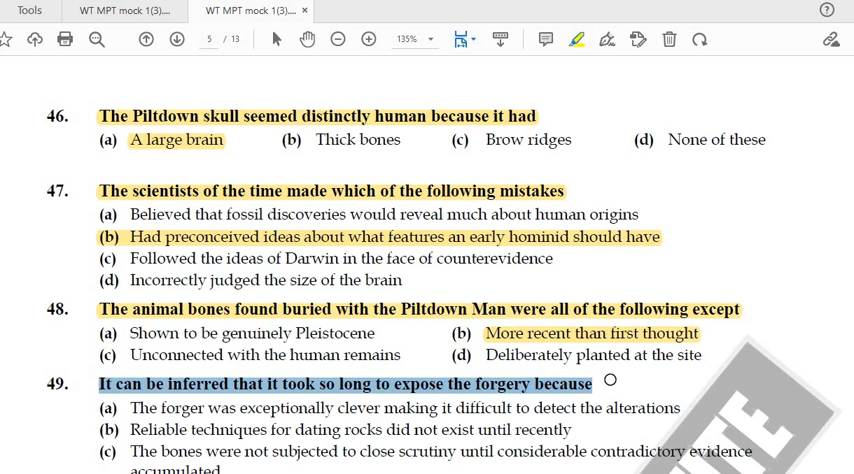 Tools WT MPT mock 1(3).... WT MPT mock 1(3).... ×
5 / 13 135%
46. The Piltdown skull seemed distinctly human because it had
(a) A large brain (b) Thick bones (c) Brow ridges (d) None of these
47. The scientists of the time made which of the following mistakes
(a) Believed that fossil discoveries would reveal much about human origins
(b) Had preconceived ideas about what features an early hominid should have
(c) Followed the ideas of Darwin in the face of counterevidence
(d) Incorrectly judged the size of the brain
48. The animal bones found buried with the Piltdown Man were all of the following except
(a) Shown to be genuinely Pleistocene (b) More recent than first thought
(c) Unconnected with the human remains (d) Deliberately planted at the site
49. It can be inferred that it took so long to expose the forgery because
(a) The forger was exceptionally clever making it difficult to detect the alterations
(b) Reliable techniques for dating rocks did not exist until recently
(c) The bones were not subjected to close scrutiny until considerable contradictory evidence
accumulated